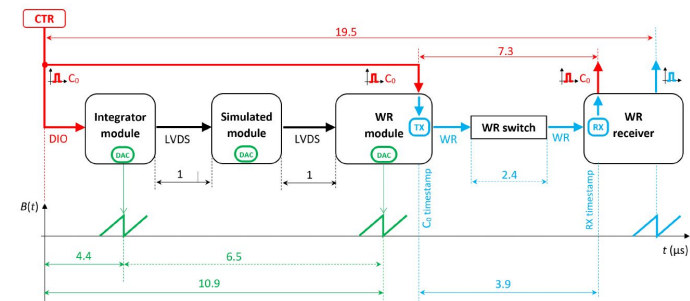 CTR
19.5
7.3
C₀
C₀
C₀
Integrator module
Simulated module
WR module
TX
WR switch
RX
WR receiver
DIO
LVDS
LVDS
WR
WR
DAC
DAC
DAC
1
1
2.4
C₀ timestamp
RX timestamp
B(t)
t (μs)
4.4
6.5
10.9
3.9